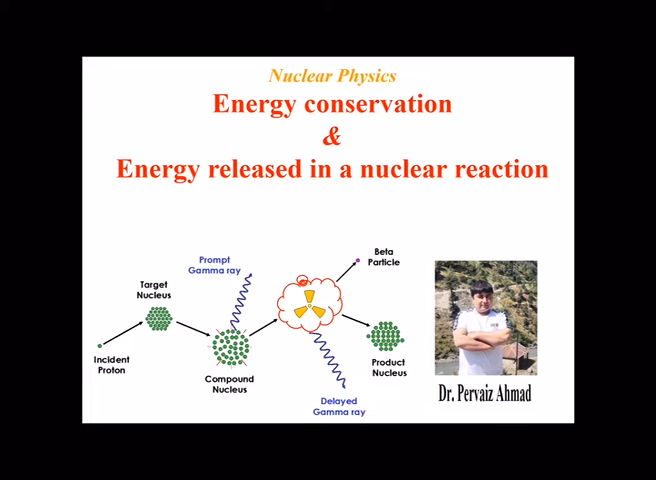 Nuclear Physics
Energy conservation
&
Energy released in a nuclear reaction
Prompt
Gamma ray
Beta
Particle
Target
Nucleus
Incident
Proton
Compound
Nucleus
Product
Nucleus
Delayed
Gamma ray
Dr. Pervaiz Ahmad